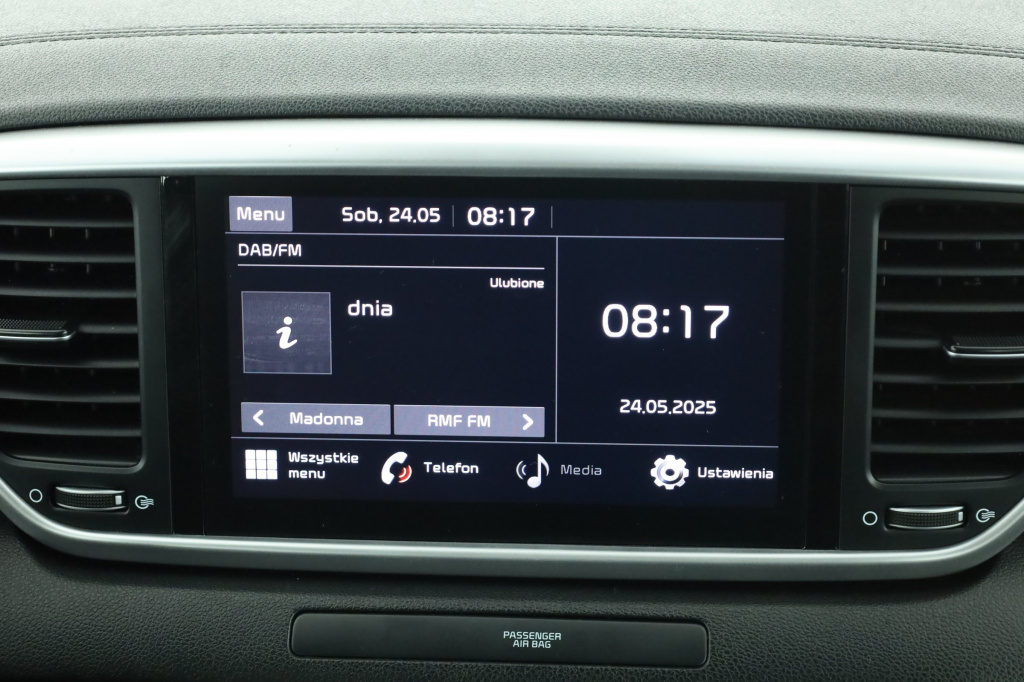 Menu Sob, 24.05 08:17
DAB/FM
Ulubione
dnia
08:17
24.05.2025
Madonna RMF FM
Wszystkie
menu
Telefon
Media
Ustawienia
PASSENGER
AIR BAG